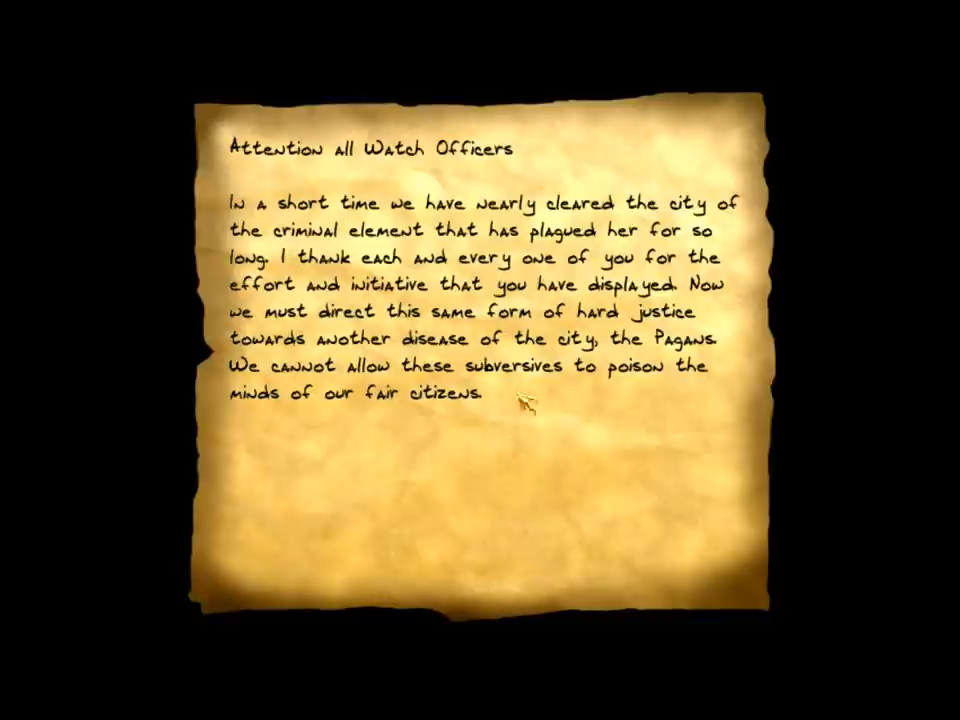 Attention all Watch Officers
In a short time we have nearly cleared the city of
the criminal element that has plagued her for so
long. I thank each and every one of you for the
effort and initiative that you have displayed. Now
we must direct this same form of hard justice
towards another disease of the city, the Pagans.
We cannot allow these subversives to poison the
minds of our fair citizens.